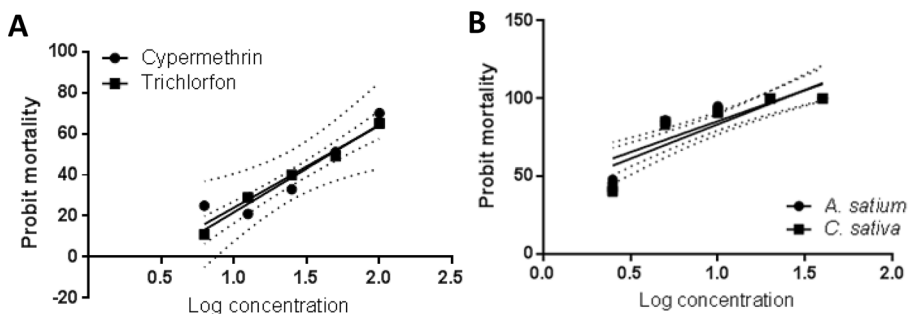 A
Cypermethrin
Trichlorfon
Probit mortality
100
80
60
40
20
0
-20
0.5
1.0
1.5
2.0
2.5
Log concentration
B
Probit mortality
150
100
50
0
0.0
0.5
1.0
1.5
2.0
A. satium
C. sativa
Log concentration